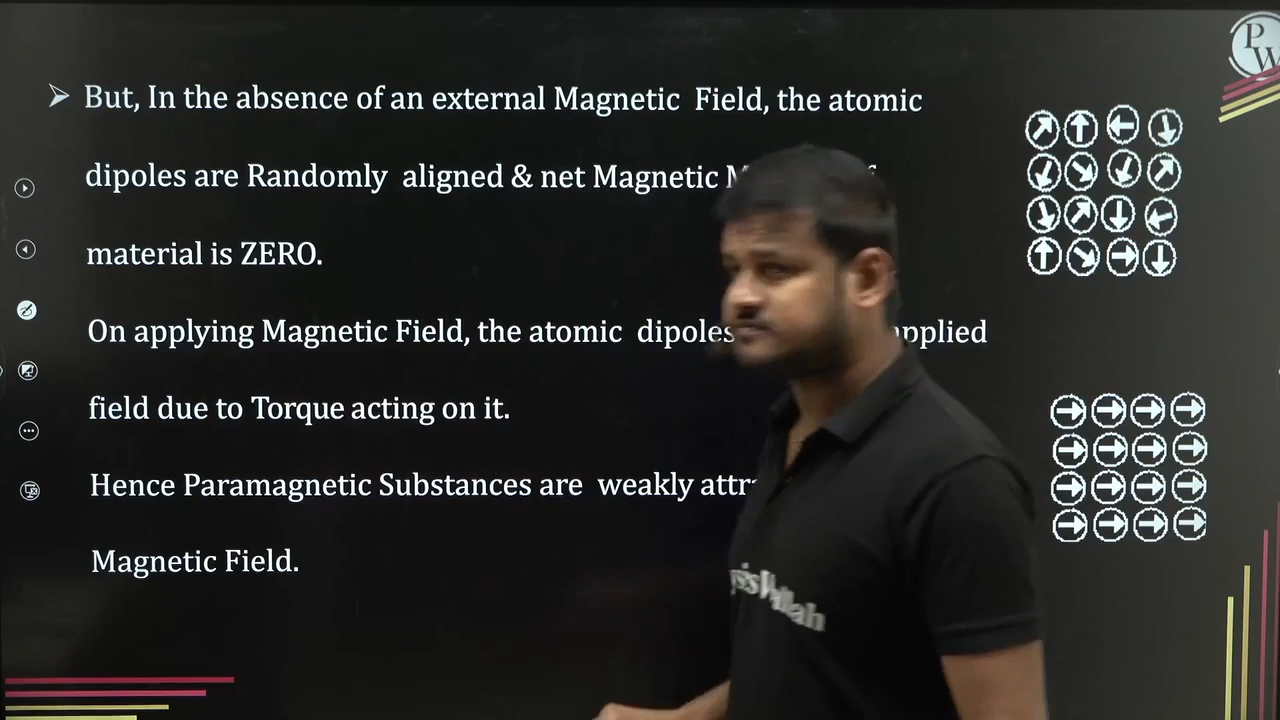 But, In the absence of an external Magnetic Field, the atomic
dipoles are Randomly aligned & net Magnetic
material is ZERO.
On applying Magnetic Field, the atomic dipoles applied
field due to Torque acting on it.
Hence Paramagnetic Substances are weakly
Magnetic Field.
PW